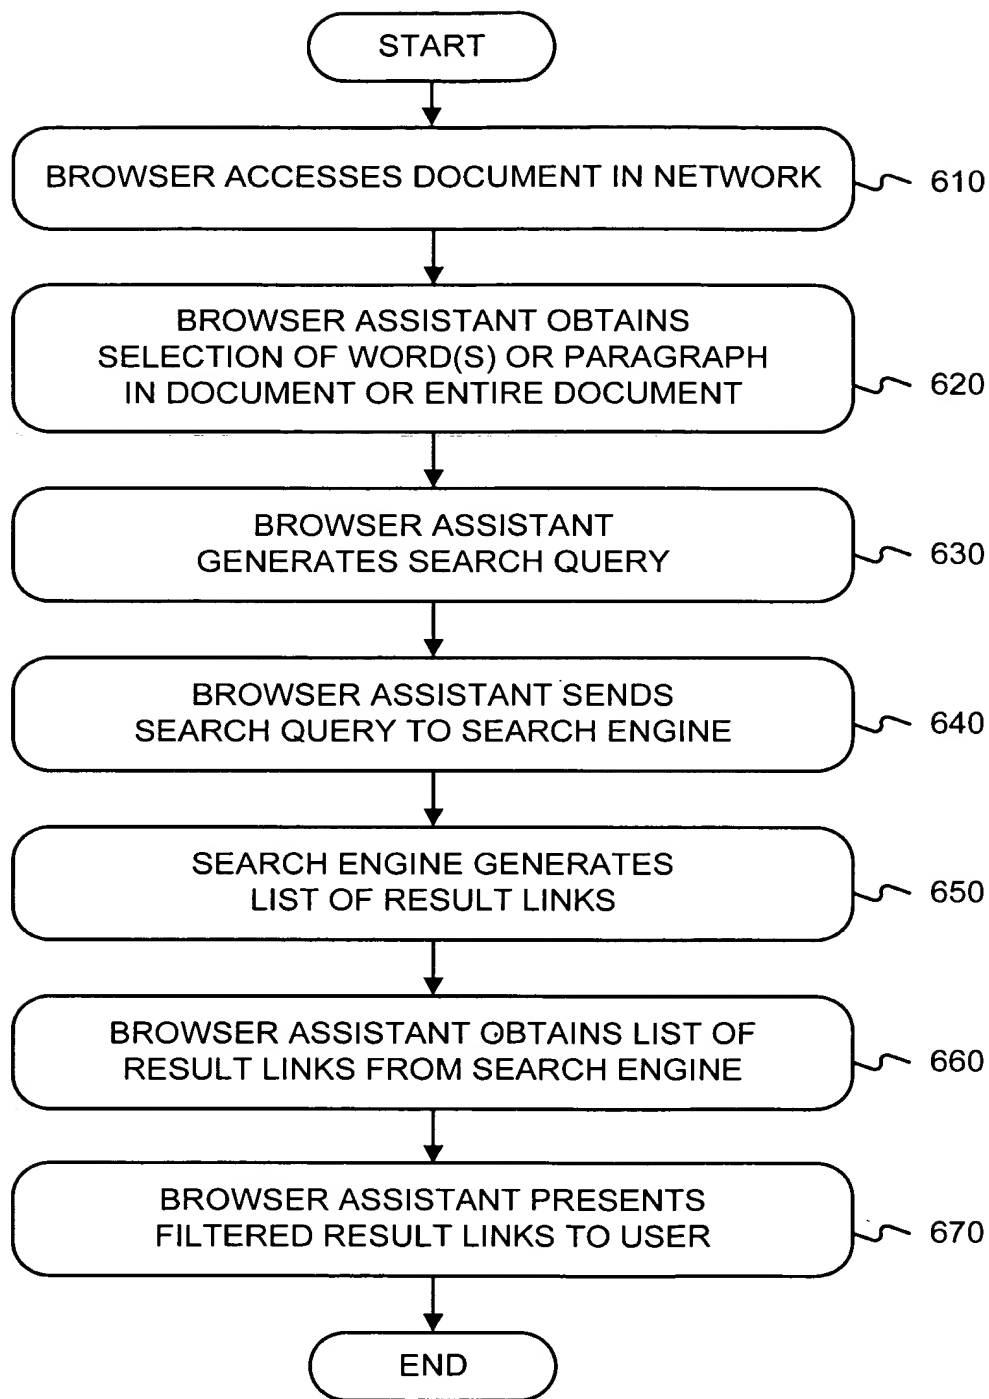 START
BROWSER ACCESSES DOCUMENT IN NETWORK
610
BROWSER ASSISTANT OBTAINS
SELECTION OF WORD(S) OR PARAGRAPH
IN DOCUMENT OR ENTIRE DOCUMENT
620
BROWSER ASSISTANT
GENERATES SEARCH QUERY
630
BROWSER ASSISTANT SENDS
SEARCH QUERY TO SEARCH ENGINE
640
SEARCH ENGINE GENERATES
LIST OF RESULT LINKS
650
BROWSER ASSISTANT OBTAINS LIST OF
RESULT LINKS FROM SEARCH ENGINE
660
BROWSER ASSISTANT PRESENTS
FILTERED RESULT LINKS TO USER
670
END